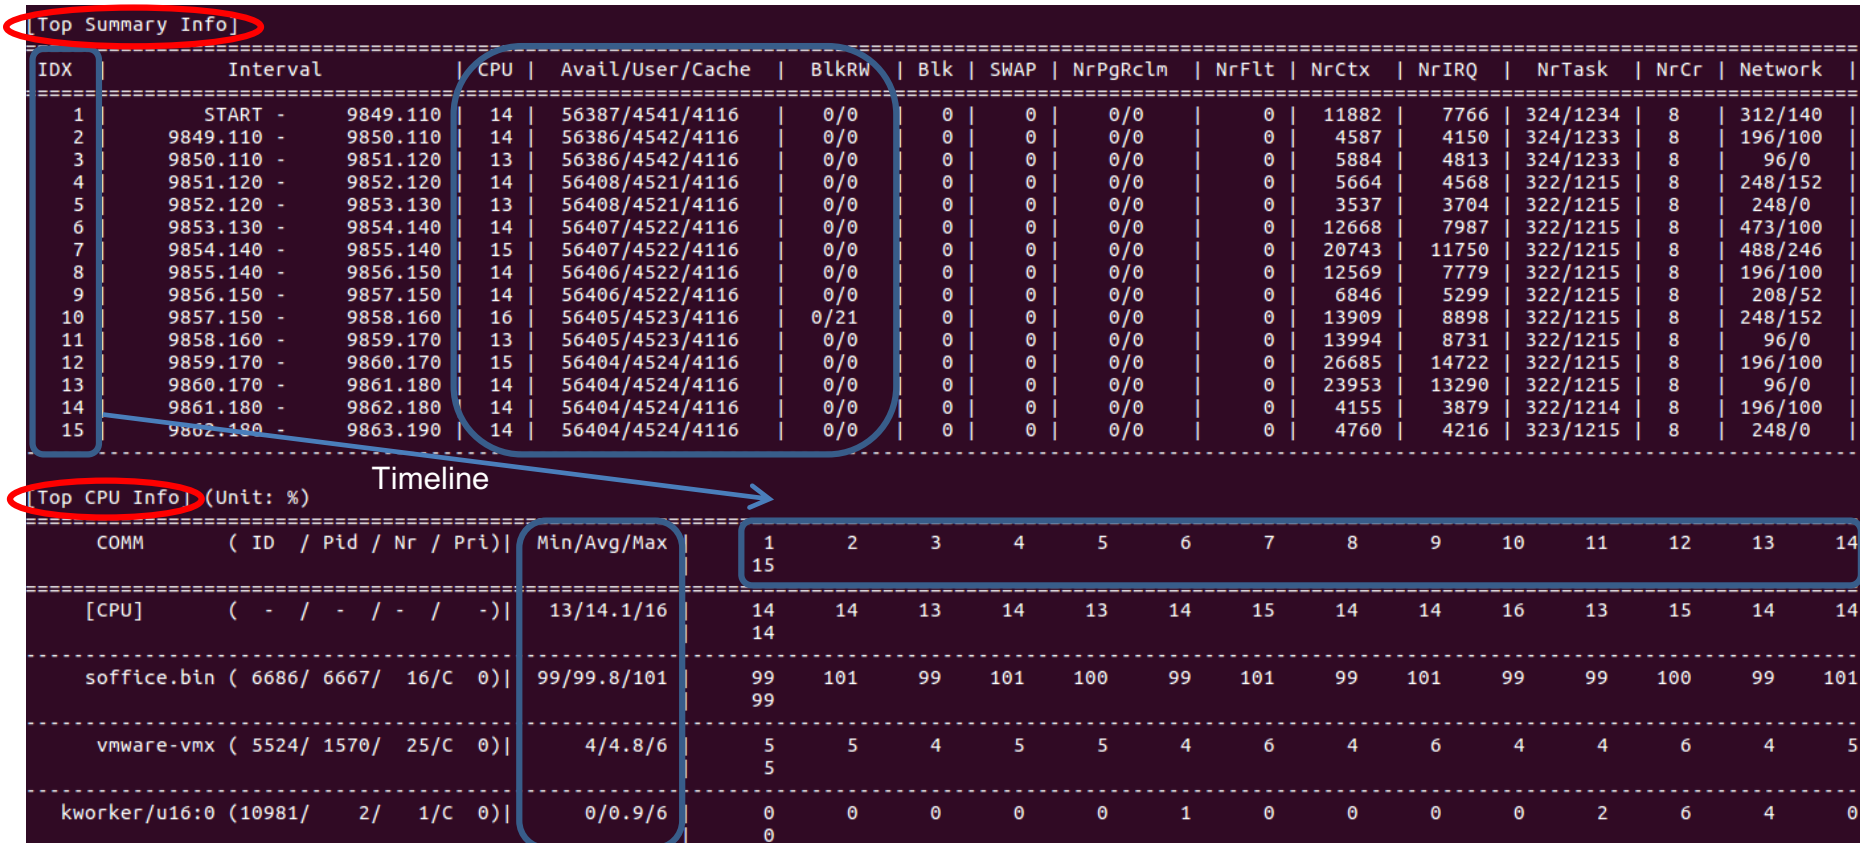 [Top Summary Info]
IDX | Interval | CPU | Avail/User/Cache | BlkRW | Blk | SWAP | NrPgRclm | NrFlt | NrCtx | NrIRQ | NrTask | NrCr | Network |
1 | START - 9849.110 | 14 | 56387/4541/4116 | 0/0 | 0 | 0 | 0/0 | 0 | 11882 | 7766 | 324/1234 | 8 | 312/140 |
2 | 9849.110 - 9850.110 | 14 | 56386/4542/4116 | 0/0 | 0 | 0 | 0/0 | 0 | 4587 | 4150 | 324/1233 | 8 | 196/100 |
3 | 9850.110 - 9851.120 | 13 | 56386/4542/4116 | 0/0 | 0 | 0 | 0/0 | 0 | 5884 | 4813 | 324/1233 | 8 | 96/0 |
4 | 9851.120 - 9852.120 | 14 | 56408/4521/4116 | 0/0 | 0 | 0 | 0/0 | 0 | 5664 | 4568 | 322/1215 | 8 | 248/152 |
5 | 9852.120 - 9853.130 | 13 | 56408/4521/4116 | 0/0 | 0 | 0 | 0/0 | 0 | 3537 | 3704 | 322/1215 | 8 | 248/0 |
6 | 9853.130 - 9854.140 | 14 | 56407/4522/4116 | 0/0 | 0 | 0 | 0/0 | 0 | 12668 | 7987 | 322/1215 | 8 | 473/100 |
7 | 9854.140 - 9855.140 | 15 | 56407/4522/4116 | 0/0 | 0 | 0 | 0/0 | 0 | 20743 | 11750 | 322/1215 | 8 | 488/246 |
8 | 9855.140 - 9856.150 | 14 | 56406/4522/4116 | 0/0 | 0 | 0 | 0/0 | 0 | 12569 | 7779 | 322/1215 | 8 | 196/100 |
9 | 9856.150 - 9857.150 | 14 | 56406/4522/4116 | 0/0 | 0 | 0 | 0/0 | 0 | 6846 | 5299 | 322/1215 | 8 | 208/52 |
10 | 9857.150 - 9858.160 | 16 | 56405/4523/4116 | 0/21 | 0 | 0 | 0/0 | 0 | 13909 | 8898 | 322/1215 | 8 | 248/152 |
11 | 9858.160 - 9859.170 | 13 | 56405/4523/4116 | 0/0 | 0 | 0 | 0/0 | 0 | 13994 | 8731 | 322/1215 | 8 | 96/0 |
12 | 9859.170 - 9860.170 | 15 | 56404/4524/4116 | 0/0 | 0 | 0 | 0/0 | 0 | 26685 | 14722 | 322/1215 | 8 | 196/100 |
13 | 9860.170 - 9861.180 | 14 | 56404/4524/4116 | 0/0 | 0 | 0 | 0/0 | 0 | 23953 | 13290 | 322/1215 | 8 | 96/0 |
14 | 9861.180 - 9862.180 | 14 | 56404/4524/4116 | 0/0 | 0 | 0 | 0/0 | 0 | 4155 | 3879 | 322/1214 | 8 | 196/100 |
15 | 9862.180 - 9863.190 | 14 | 56404/4524/4116 | 0/0 | 0 | 0 | 0/0 | 0 | 4760 | 4216 | 323/1215 | 8 | 248/0 |
Timeline
[Top CPU Info] (Unit: %)
COMM ( ID / Pid / Nr / Pri)| Min/Avg/Max | 1 2 3 4 5 6 7 8 9 10 11 12 13 14
| 15
[CPU] ( - / - / - / -)| 13/14.1/16 | 14 14 13 14 13 14 15 14 14 16 13 15 14 14
| 14
soffice.bin ( 6686/ 6667/ 16/C 0)| 99/99.8/101 | 99 101 99 101 100 99 101 99 101 99 99 100 99 101
| 99
vmware-vmx ( 5524/ 1570/ 25/C 0)| 4/4.8/6 | 5 5 4 5 5 4 6 4 6 4 4 6 4 5
| 5
kworker/u16:0 (10981/ 2/ 1/C 0)| 0/0.9/6 | 0 0 0 0 0 1 0 0 0 0 2 6 4 0
| 0